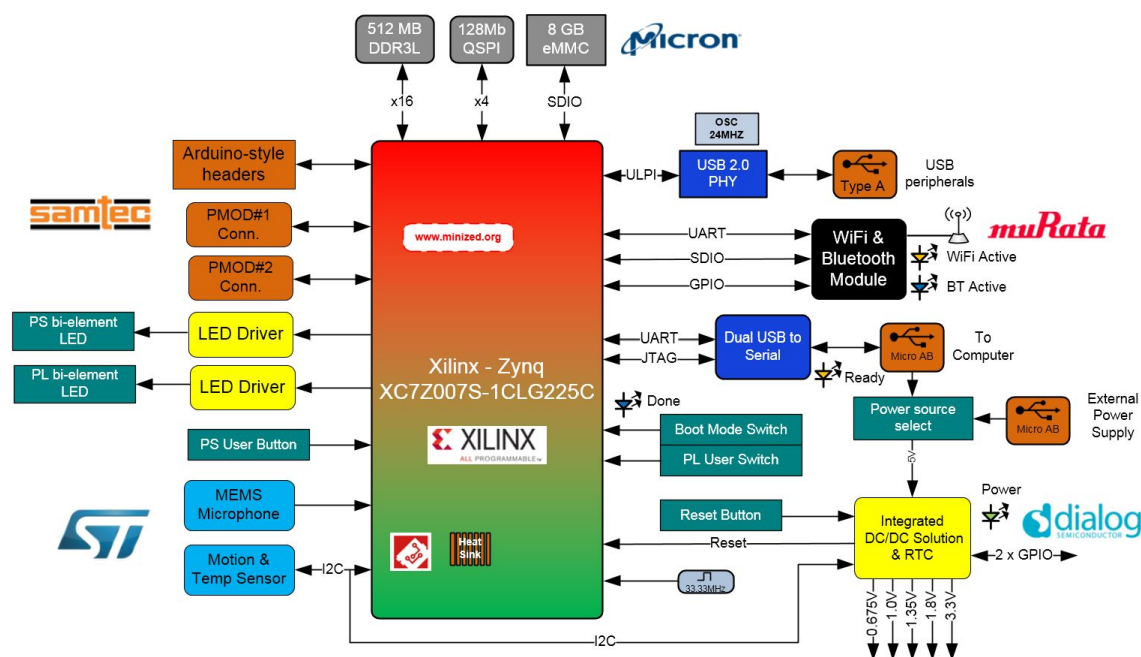 512 MB
DDR3L
128Mb
QSPI
8 GB
eMMC
Micron
x16
x4
SDIO
OSC
24MHZ
Arduino-style
headers
ULPI
USB 2.0
PHY
Type A
USB
peripherals
samtec
PMOD#1
Conn.
www.minized.org
UART
SDIO
GPIO
WiFi &
Bluetooth
Module
muRata
WiFi Active
BT Active
PMOD#2
Conn.
PS bi-element
LED
LED Driver
UART
JTAG
Dual USB to
Serial
Ready
Micro AB
To
Computer
PL bi-element
LED
LED Driver
Xilinx - Zynq
XC7Z007S-1CLG225C
Done
Power source
select
Micro AB
External
Power
Supply
PS User Button
XILINX
ALL PROGRAMMABLE™
Boot Mode Switch
PL User Switch
5V
ST
MEMS
Microphone
Reset Button
Integrated
DC/DC Solution
& RTC
Power
dialog
SEMICONDUCTOR
Heat
Sink
Reset
2 x GPIO
Motion &
Temp Sensor
I2C
33.33MHz
I2C
0.675V
1.0V
1.35V
1.8V
3.3V